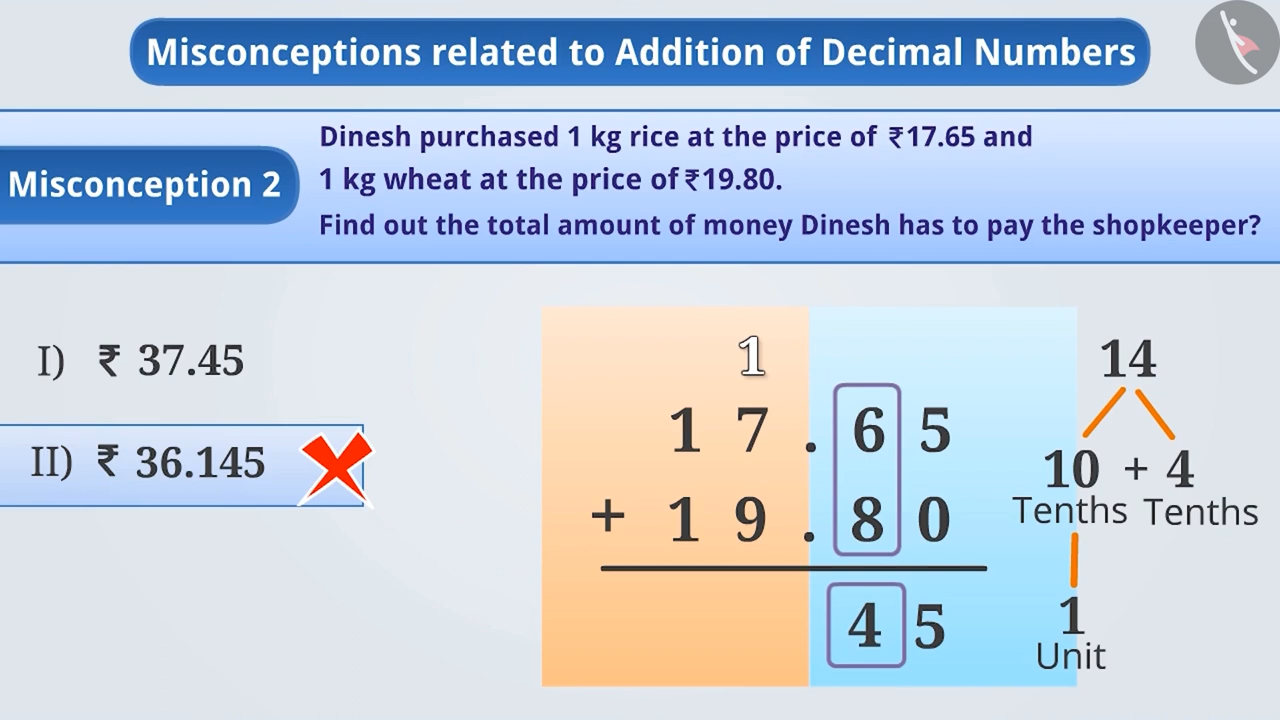 Misconceptions related to Addition of Decimal Numbers
Misconception 2
Dinesh purchased 1 kg rice at the price of ₹17.65 and
1 kg wheat at the price of ₹19.80.
Find out the total amount of money Dinesh has to pay the shopkeeper?
I) ₹ 37.45
II) ₹ 36.145
1
1 7 . 6 5
+ 1 9 . 8 0
4 5
14
10 + 4
Tenths Tenths
1
Unit